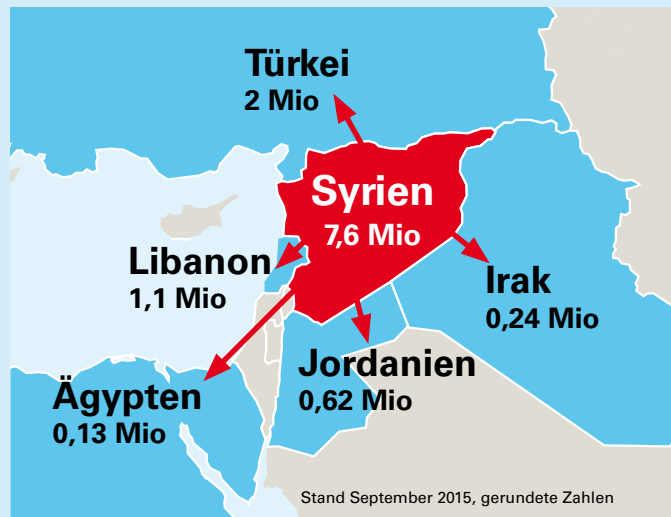 Türkei
2 Mio
Syrien
7,6 Mio
Libanon
1,1 Mio
Irak
0,24 Mio
Jordanien
0,62 Mio
Ägypten
0,13 Mio
Stand September 2015, gerundete Zahlen